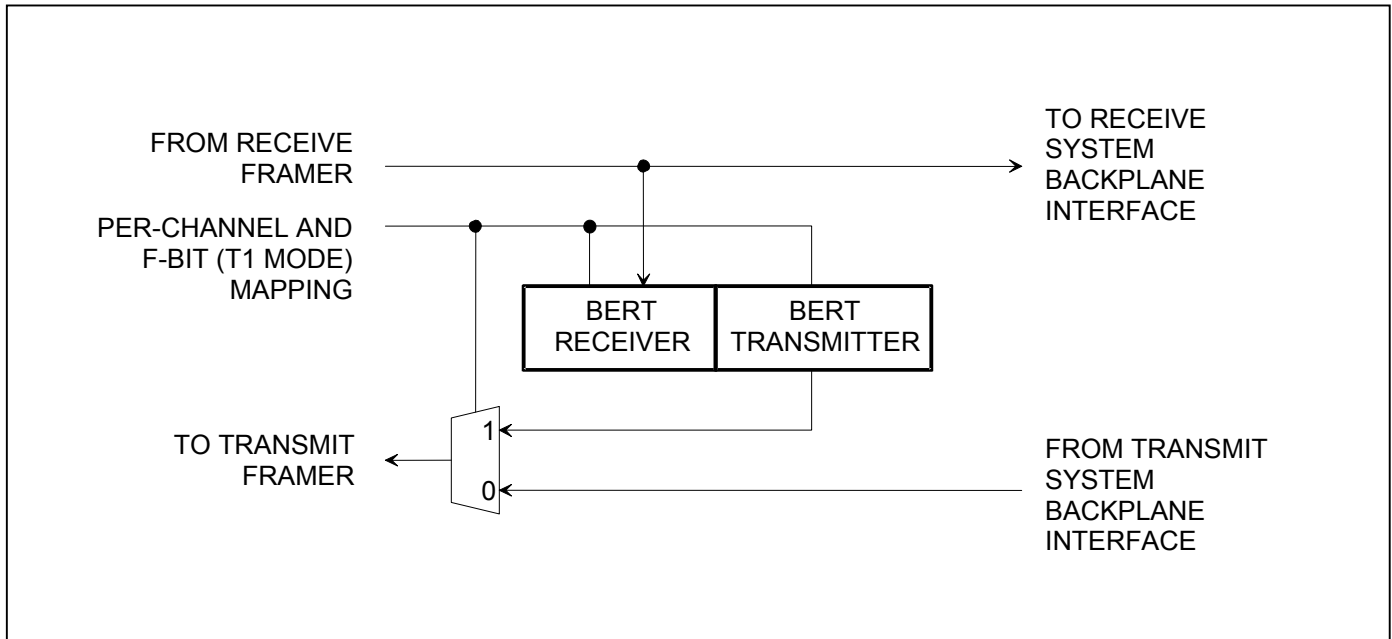 FROM RECEIVE
FRAMER
TO RECEIVE
SYSTEM
BACKPLANE
INTERFACE
PER-CHANNEL AND
F-BIT (T1 MODE)
MAPPING
BERT
RECEIVER
BERT
TRANSMITTER
1
0
TO TRANSMIT
FRAMER
FROM TRANSMIT
SYSTEM
BACKPLANE
INTERFACE